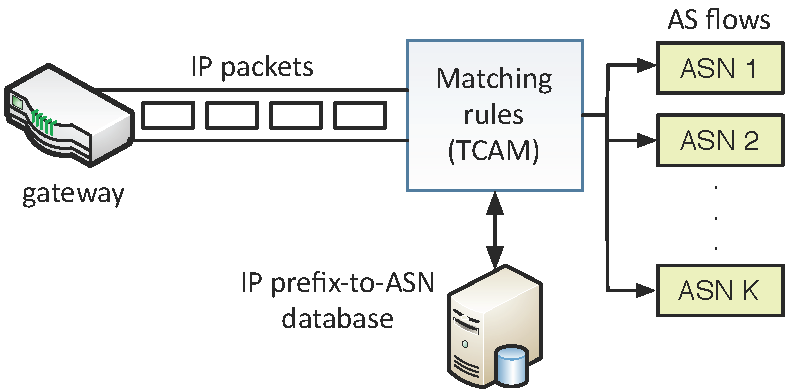 AS flows
IP packets
Matching
rules
(TCAM)
ASN 1
ASN 2
.
.
.
ASN K
gateway
IP prefix-to-ASN
database